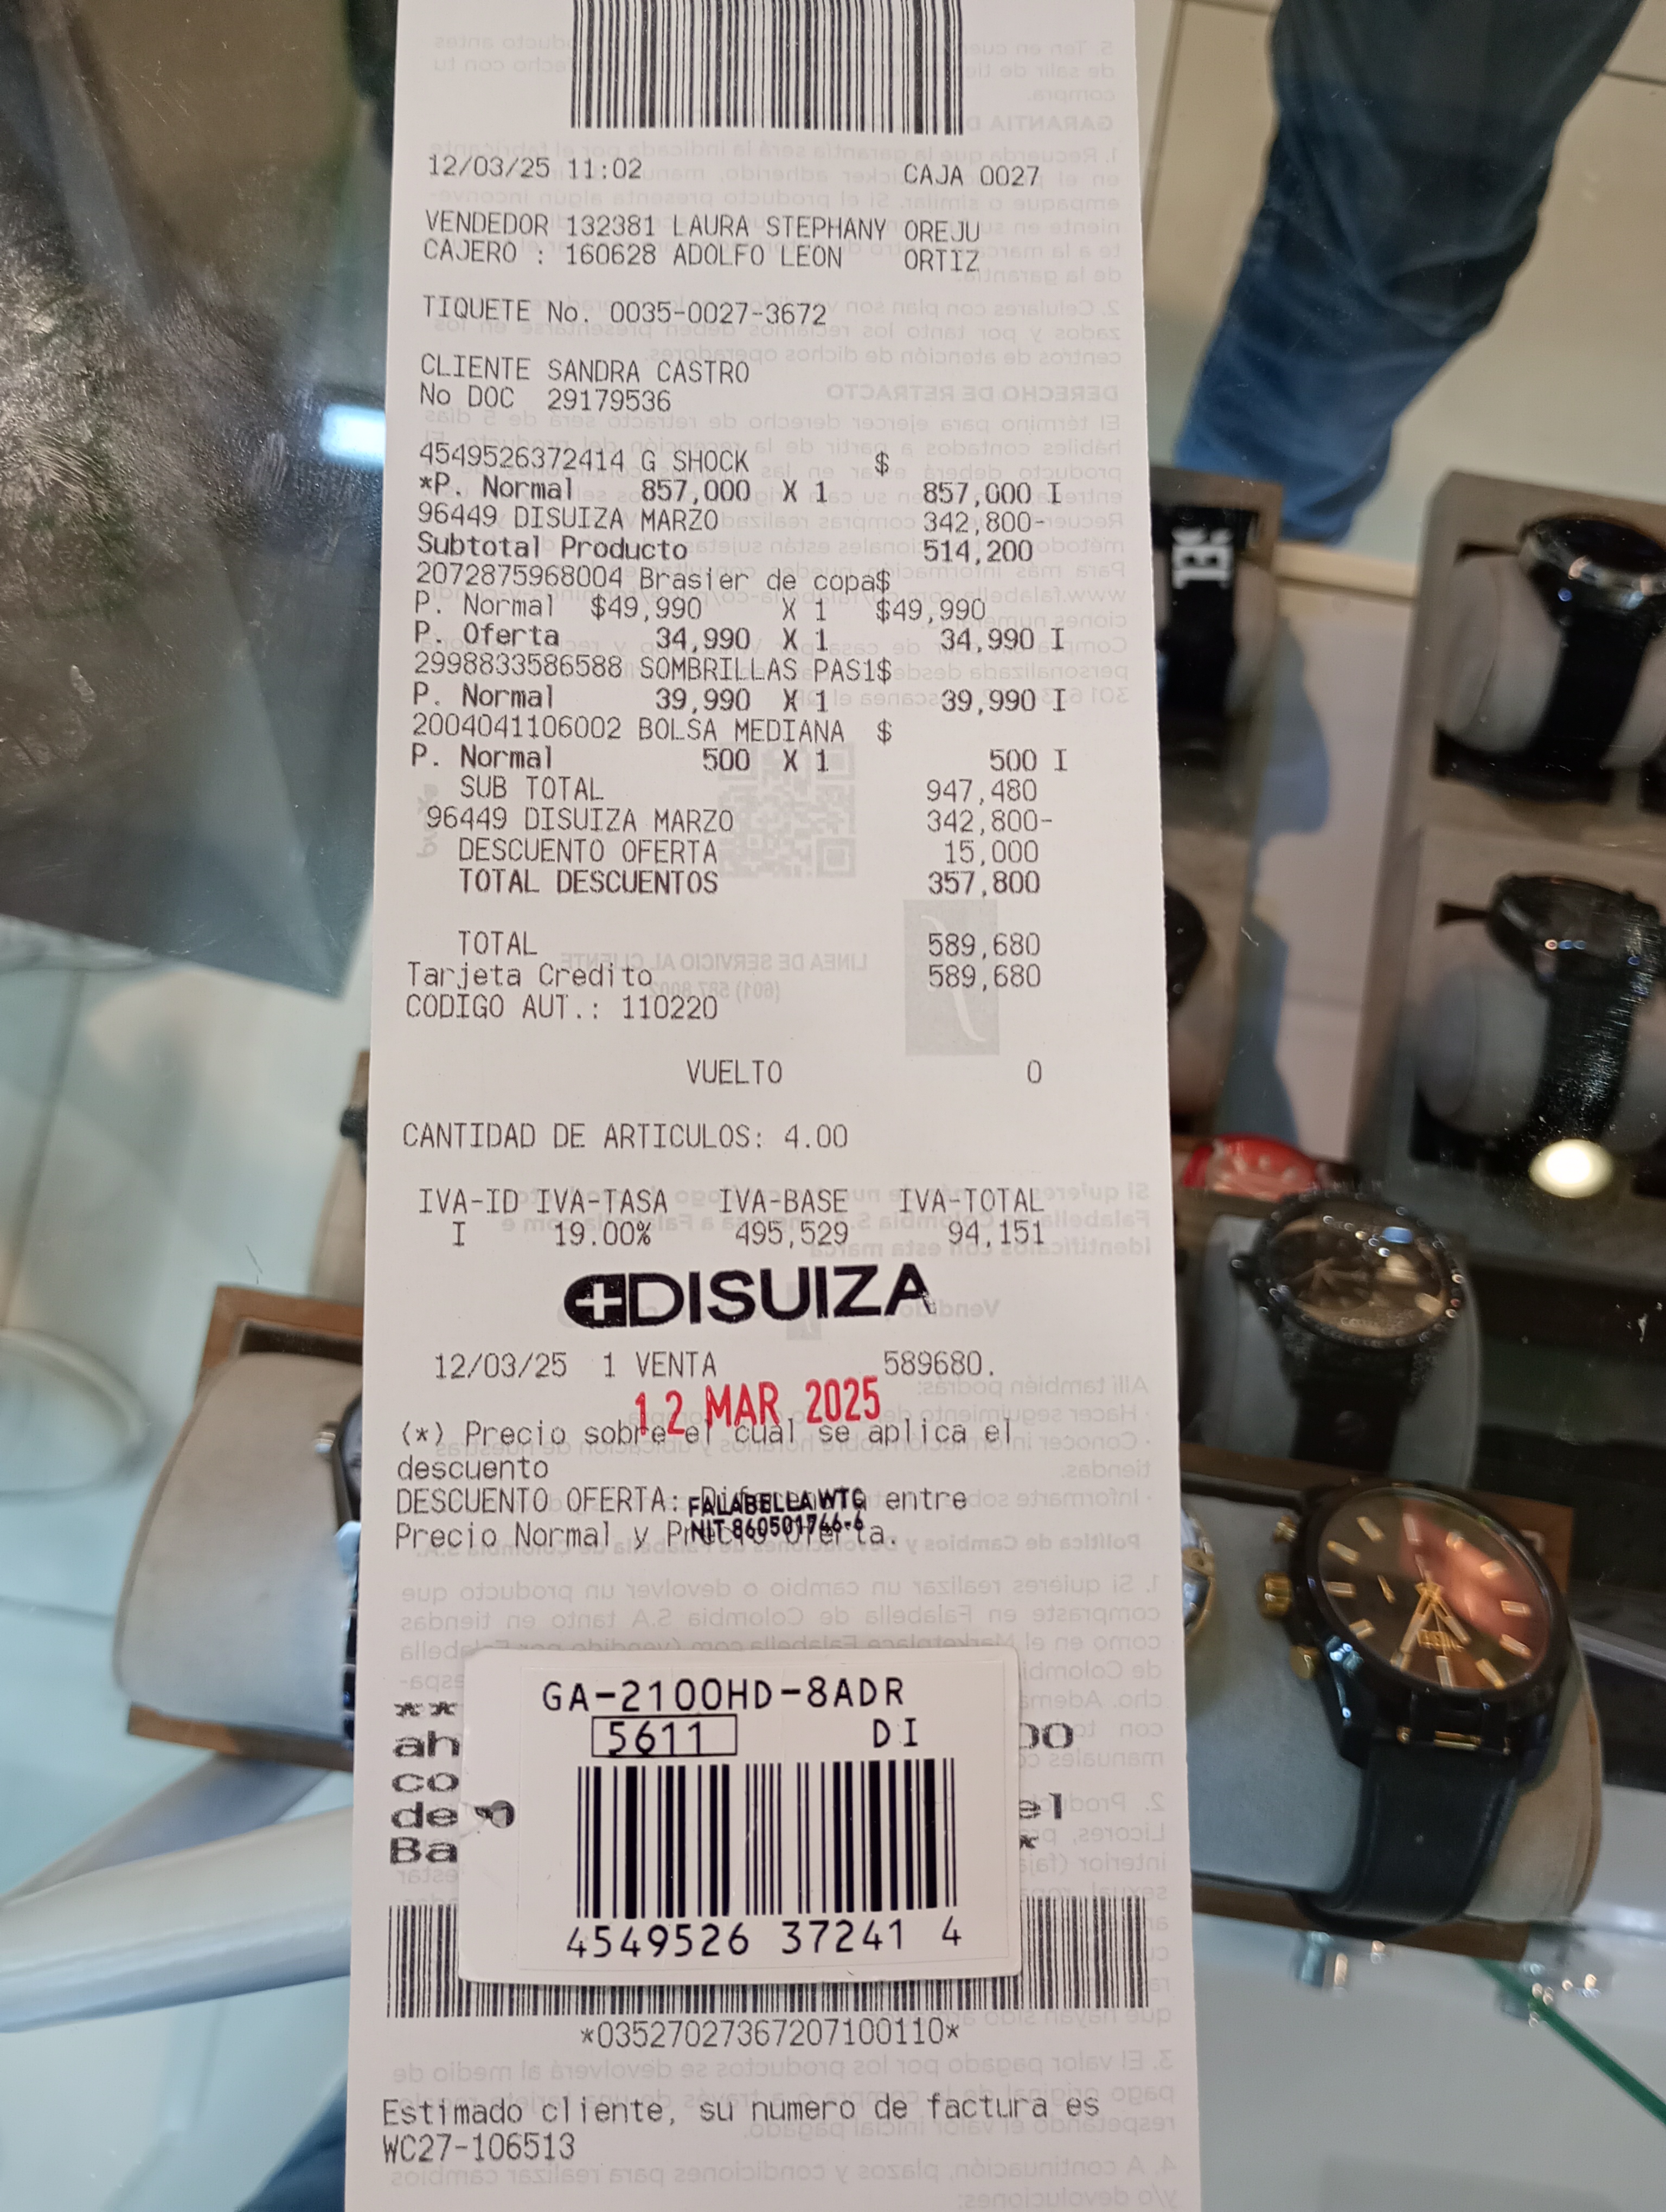 12/03/25 11:02 CAJA 0027
VENDEDOR 132381 LAURA STEPHANY OREJU
CAJERO : 160628 ADOLFO LEON ORTIZ
TIQUETE No. 0035-0027-3672
CLIENTE SANDRA CASTRO
No DOC 29179536
4549526372414 G SHOCK $
*P. Normal 857,000 X 1 857,000 I
96449 DISUIZA MARZO 342,800-
Subtotal Producto 514,200
2072875968004 Brasier de copa$
P. Normal $49,990 X 1 $49,990
P. Oferta 34,990 X 1 34,990 I
2998833586588 SOMBRILLAS PAS1$
P. Normal 39,990 X 1 39,990 I
2004041106002 BOLSA MEDIANA $
P. Normal 500 X 1 500 I
SUB TOTAL 947,480
96449 DISUIZA MARZO 342,800-
DESCUENTO OFERTA 15,000
TOTAL DESCUENTOS 357,800
TOTAL 589,680
Tarjeta Credito 589,680
CODIGO AUT.: 110220
VUELTO 0
CANTIDAD DE ARTICULOS: 4.00
IVA-ID IVA-TASA IVA-BASE IVA-TOTAL
I 19.00% 495,529 94,151
DISUIZA
12/03/25 1 VENTA 589680.
12 MAR 2025
(*) Precio sobre el cual se aplica el
descuento
DESCUENTO OFERTA: entre
FALABELLA WTC
Precio Normal y
NIT 860501766-6
GA-2100HD-8ADR
5611 DI
4549526 37241 4
**
ah
co
de el
Ba *
*03527027367207100110*
Estimado cliente, su numero de factura es
WC27-106513